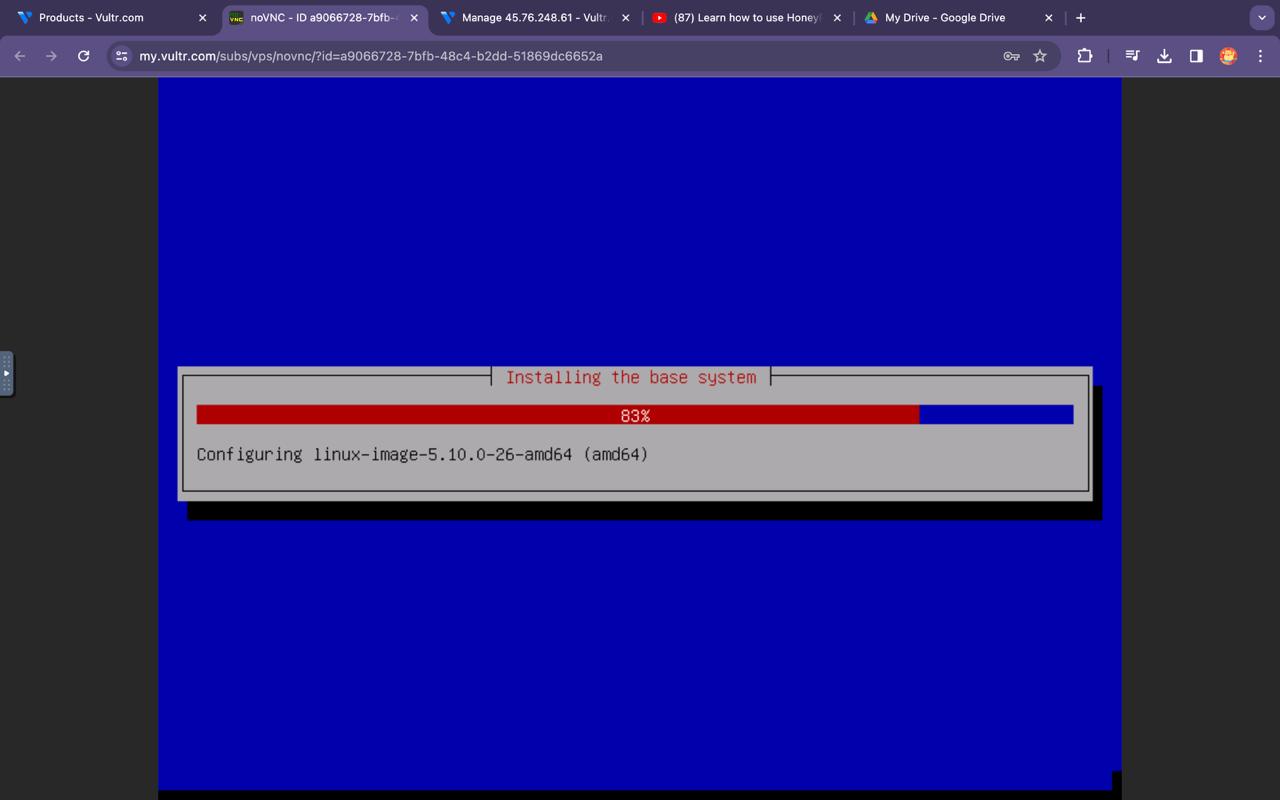 Products - Vultr.com
noVNC - ID a9066728-7bfb-4
Manage 45.76.248.61 - Vultr.
(87) Learn how to use Honeyl
My Drive - Google Drive
my.vultr.com/subs/vps/novnc/?id=a9066728-7bfb-48c4-b2dd-51869dc6652a
Installing the base system
83%
Configuring linux-image-5.10.0-26-amd64 (amd64)